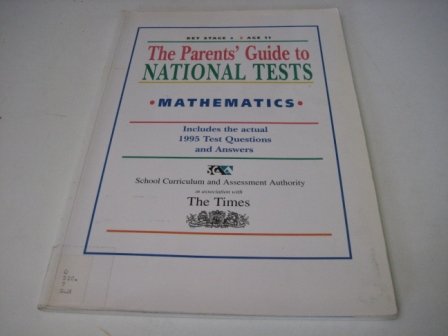 KEY STAGE 2 AGE 11
The Parents' Guide to
NATIONAL TESTS
• MATHEMATICS •
Includes the actual
1995 Test Questions
and Answers
SCAA
School Curriculum and Assessment Authority
in association with
The Times